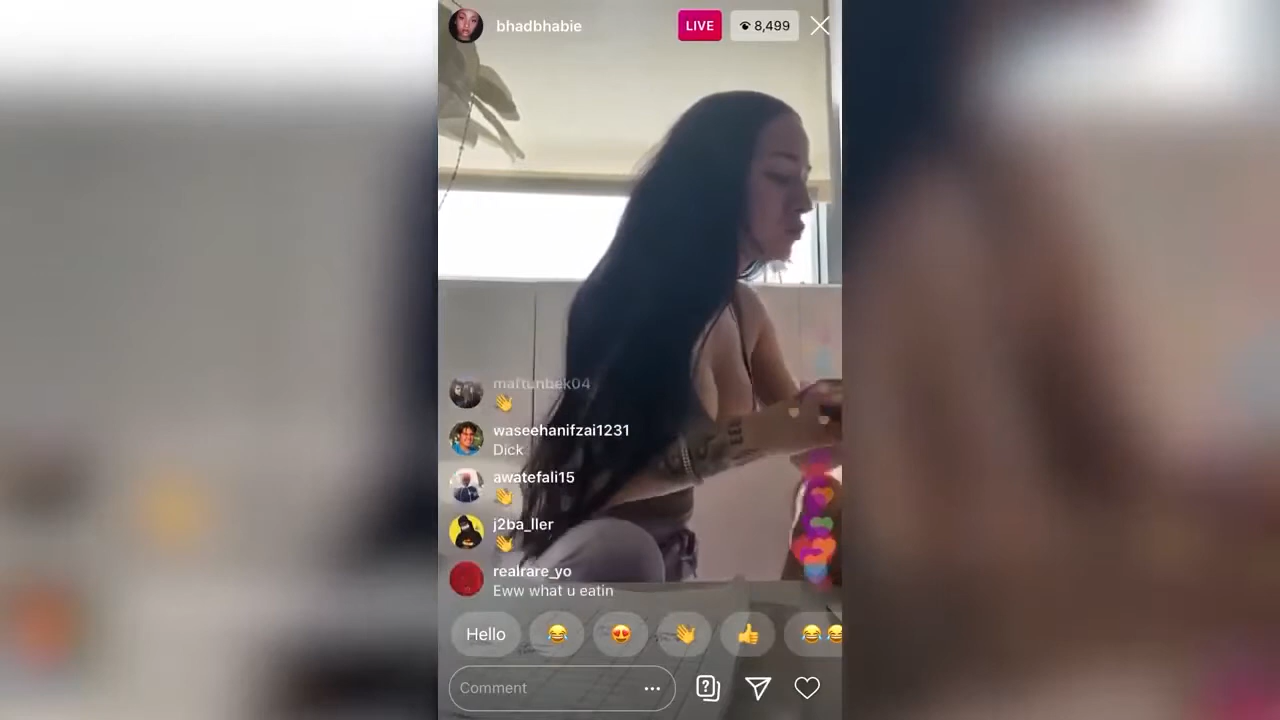 bhadbhabie
LIVE
8,499
maftunbek04
👋
waseehanifzai1231
Dick
awatefali15
👋
j2ba_ller
👋
realrare_yo
Eww what u eatin
Hello 😂 😍 👋 👍 😂😂
Comment